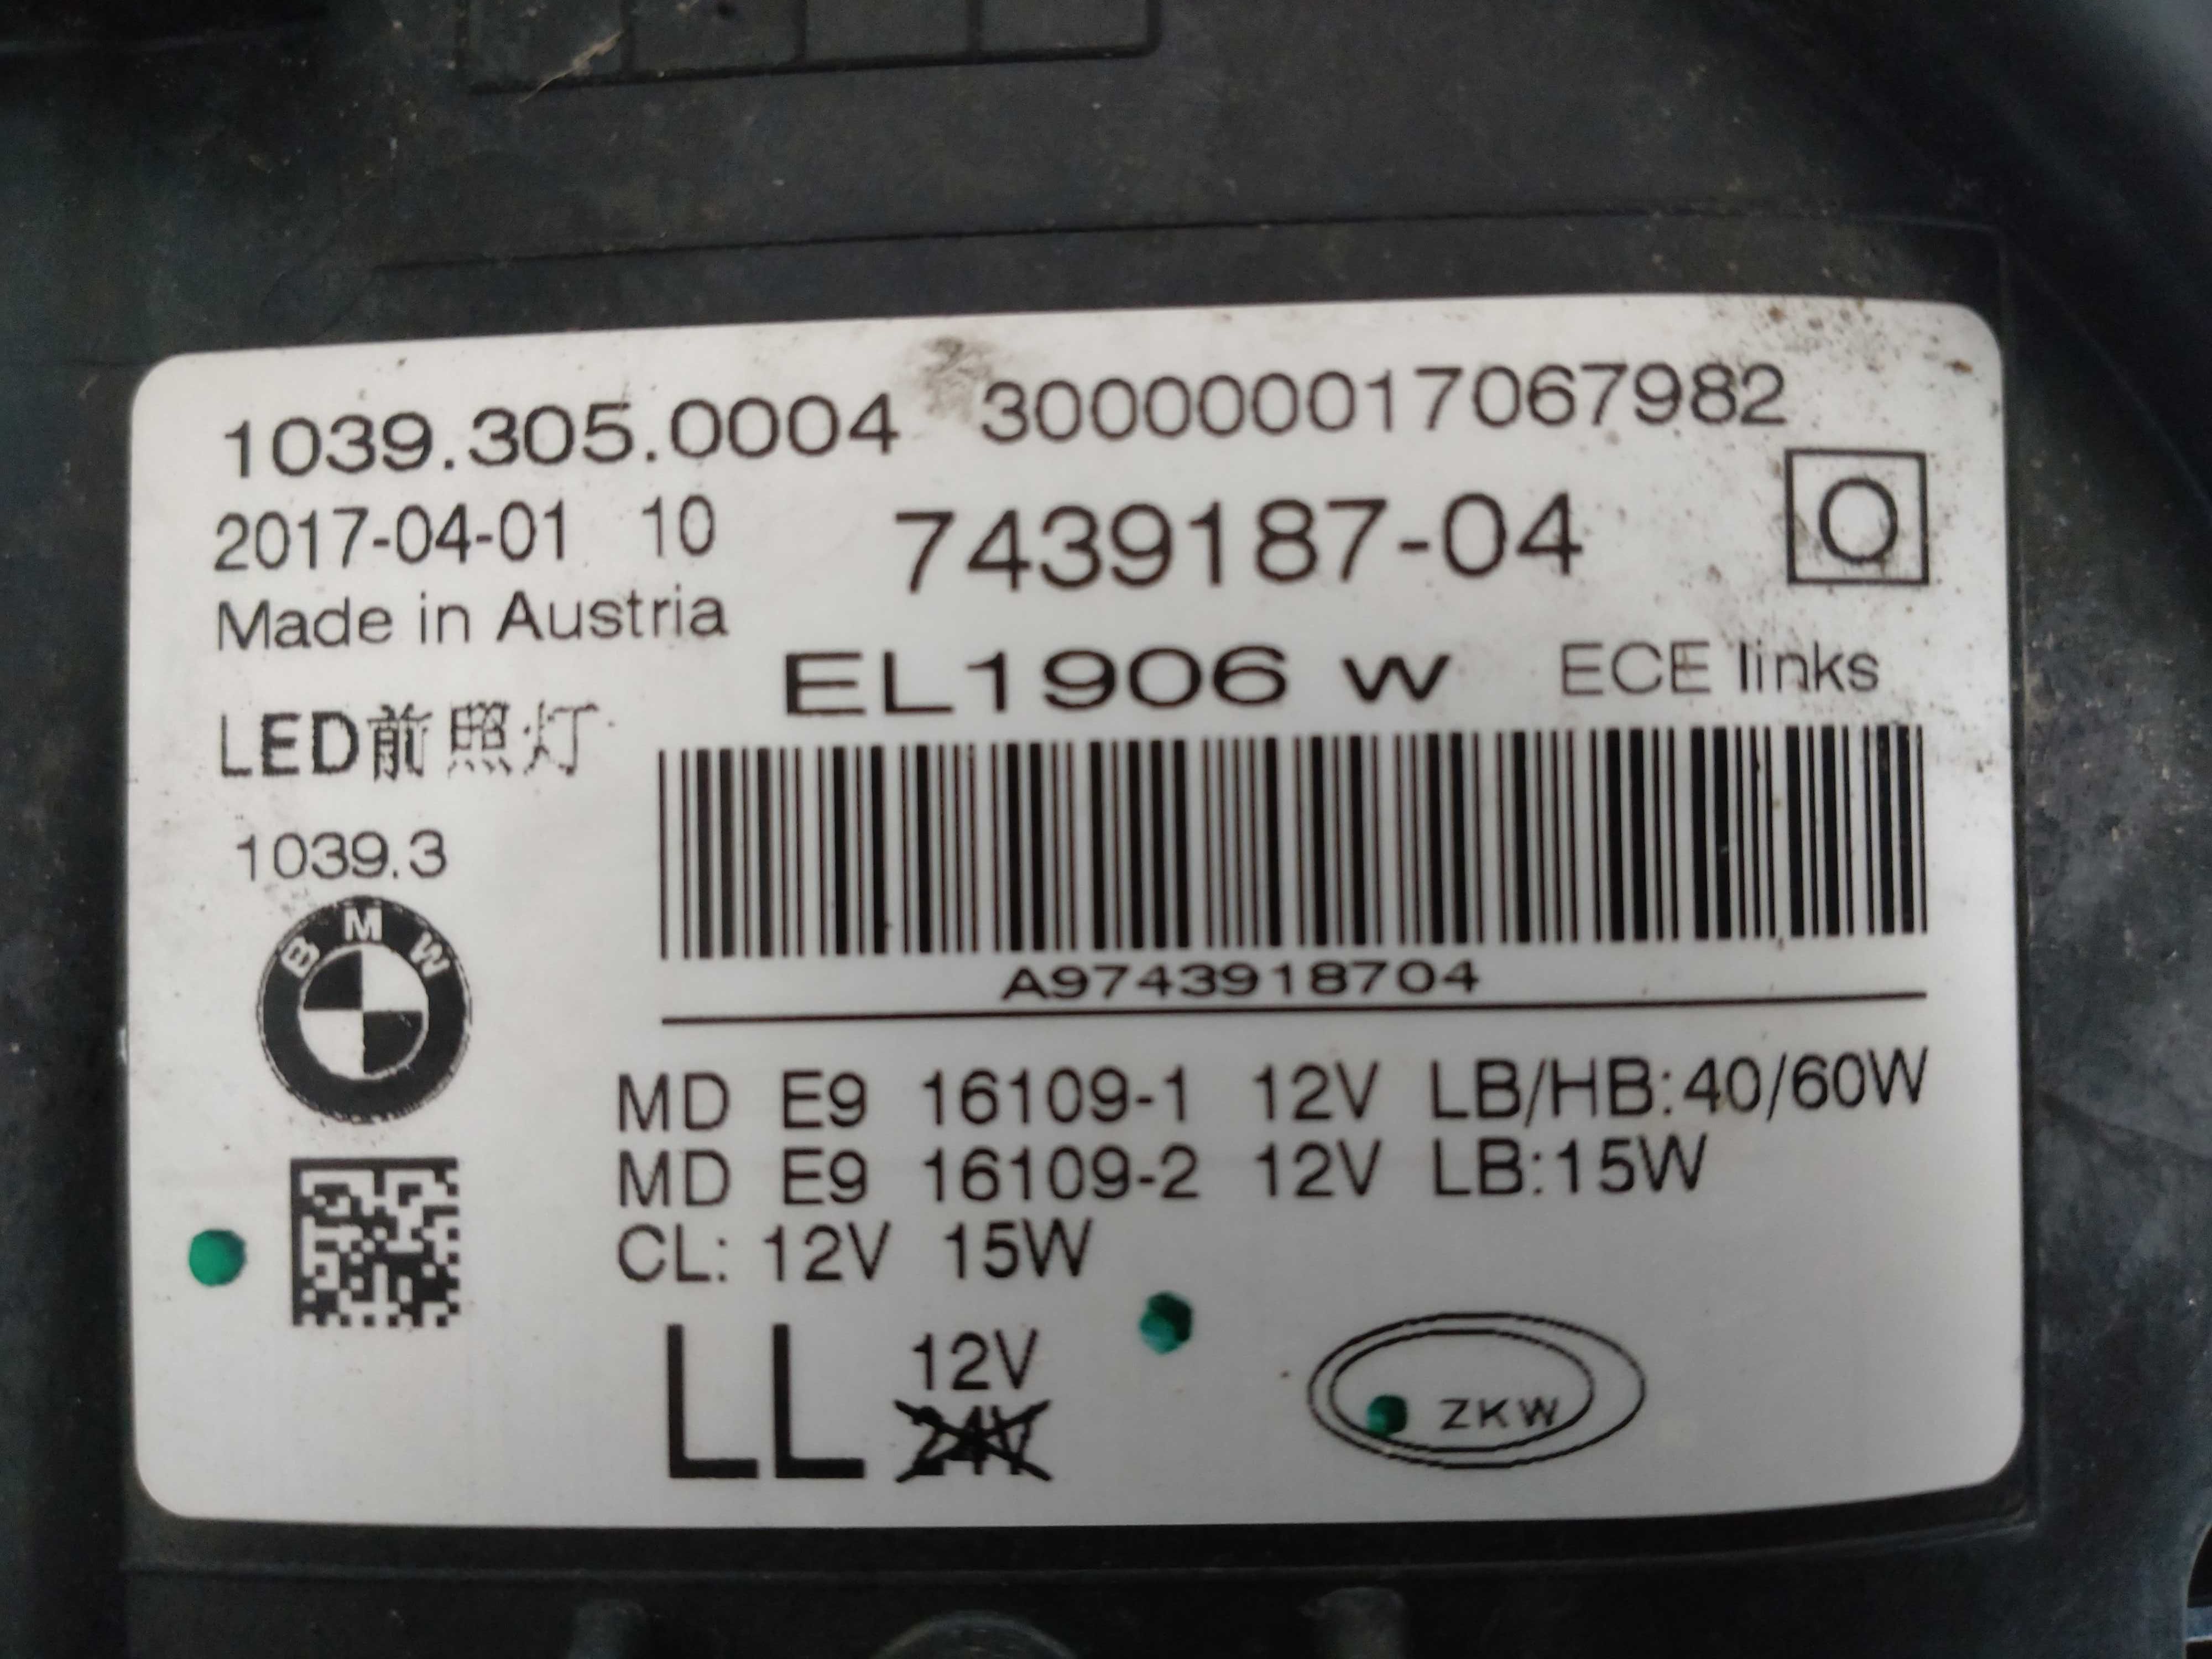 1039.305.0004 300000017067982
2017-04-01 10
7439187-04
O
Made in Austria
EL1906 W ECE links
LED前照灯
1039.3
BMW
A9743918704
MD E9 16109-1 12V LB/HB:40/60W
MD E9 16109-2 12V LB:15W
CL: 12V 15W
LL 12V
24V
ZKW